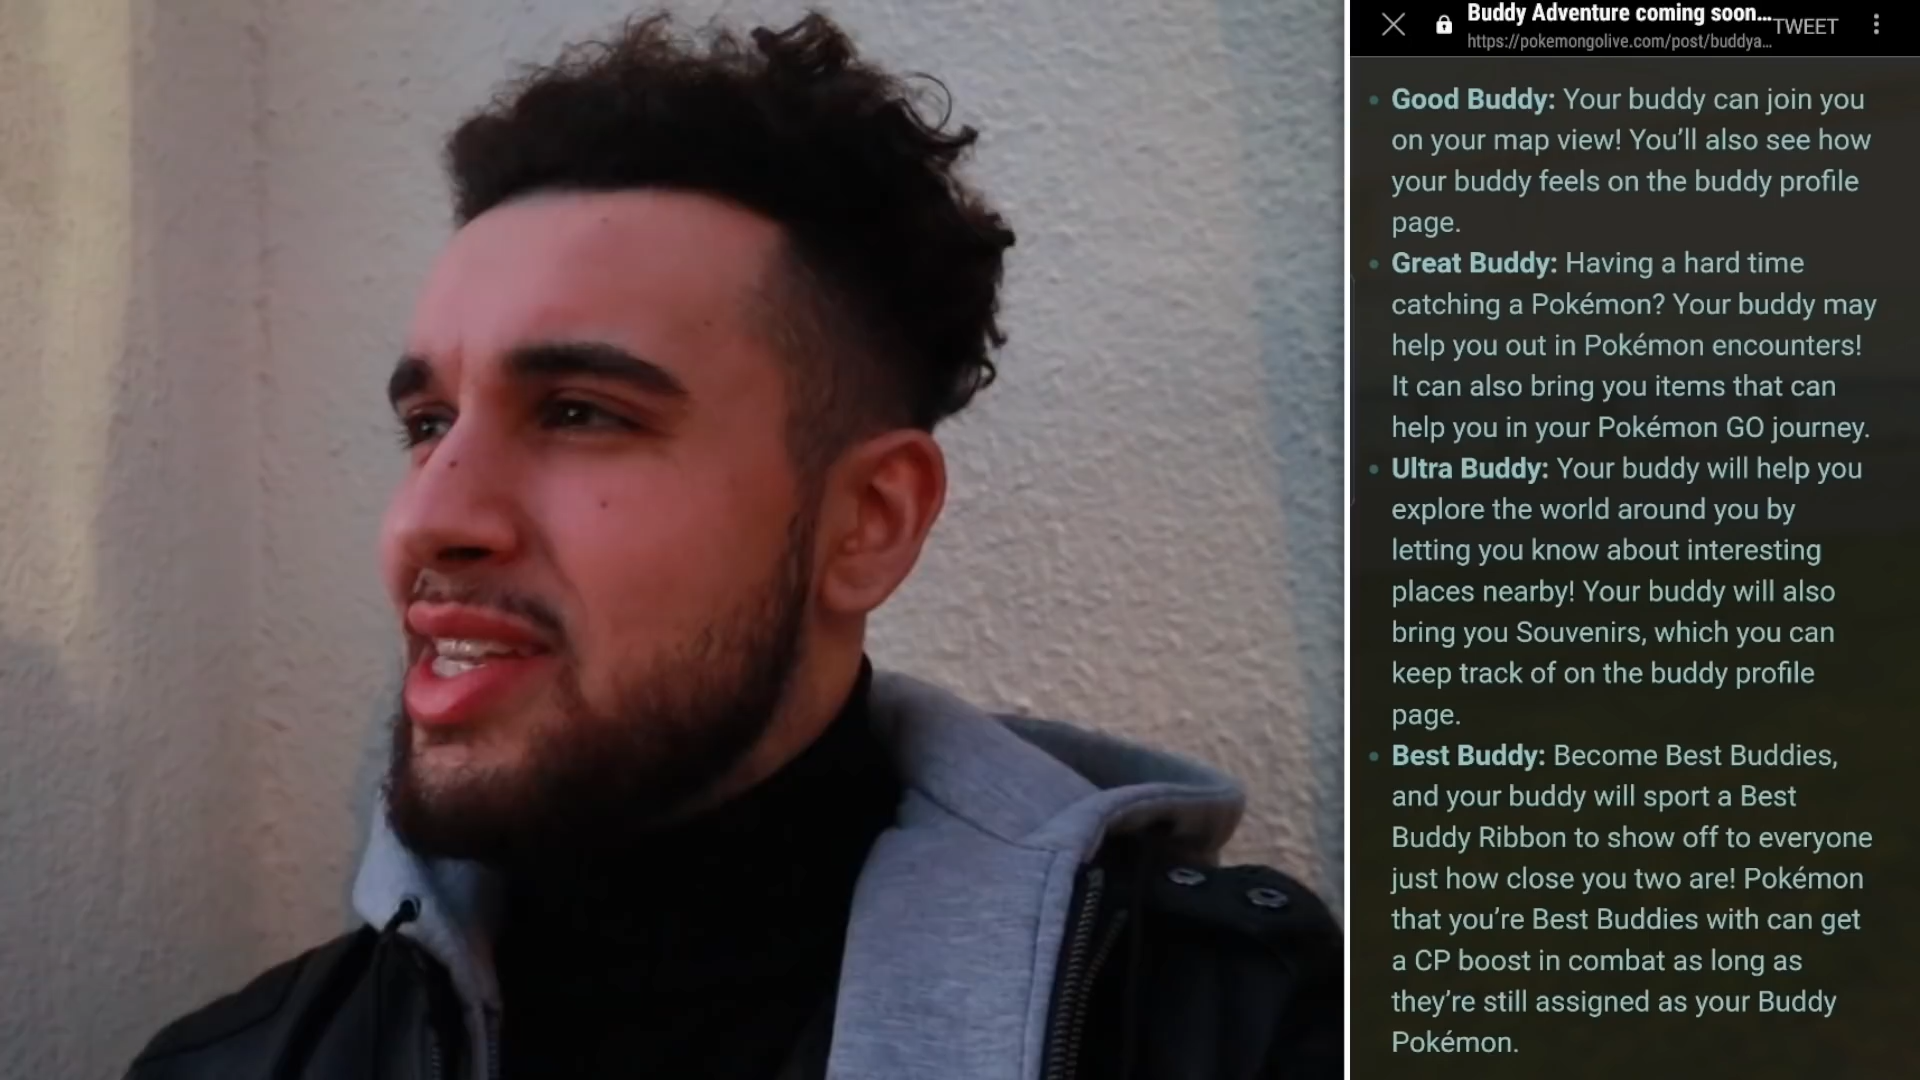 Buddy Adventure coming soon...
https://pokemongolive.com/post/buddya...
TWEET
Good Buddy: Your buddy can join you
on your map view! You’ll also see how
your buddy feels on the buddy profile
page.
Great Buddy: Having a hard time
catching a Pokémon? Your buddy may
help you out in Pokémon encounters!
It can also bring you items that can
help you in your Pokémon GO journey.
Ultra Buddy: Your buddy will help you
explore the world around you by
letting you know about interesting
places nearby! Your buddy will also
bring you Souvenirs, which you can
keep track of on the buddy profile
page.
Best Buddy: Become Best Buddies,
and your buddy will sport a Best
Buddy Ribbon to show off to everyone
just how close you two are! Pokémon
that you’re Best Buddies with can get
a CP boost in combat as long as
they’re still assigned as your Buddy
Pokémon.